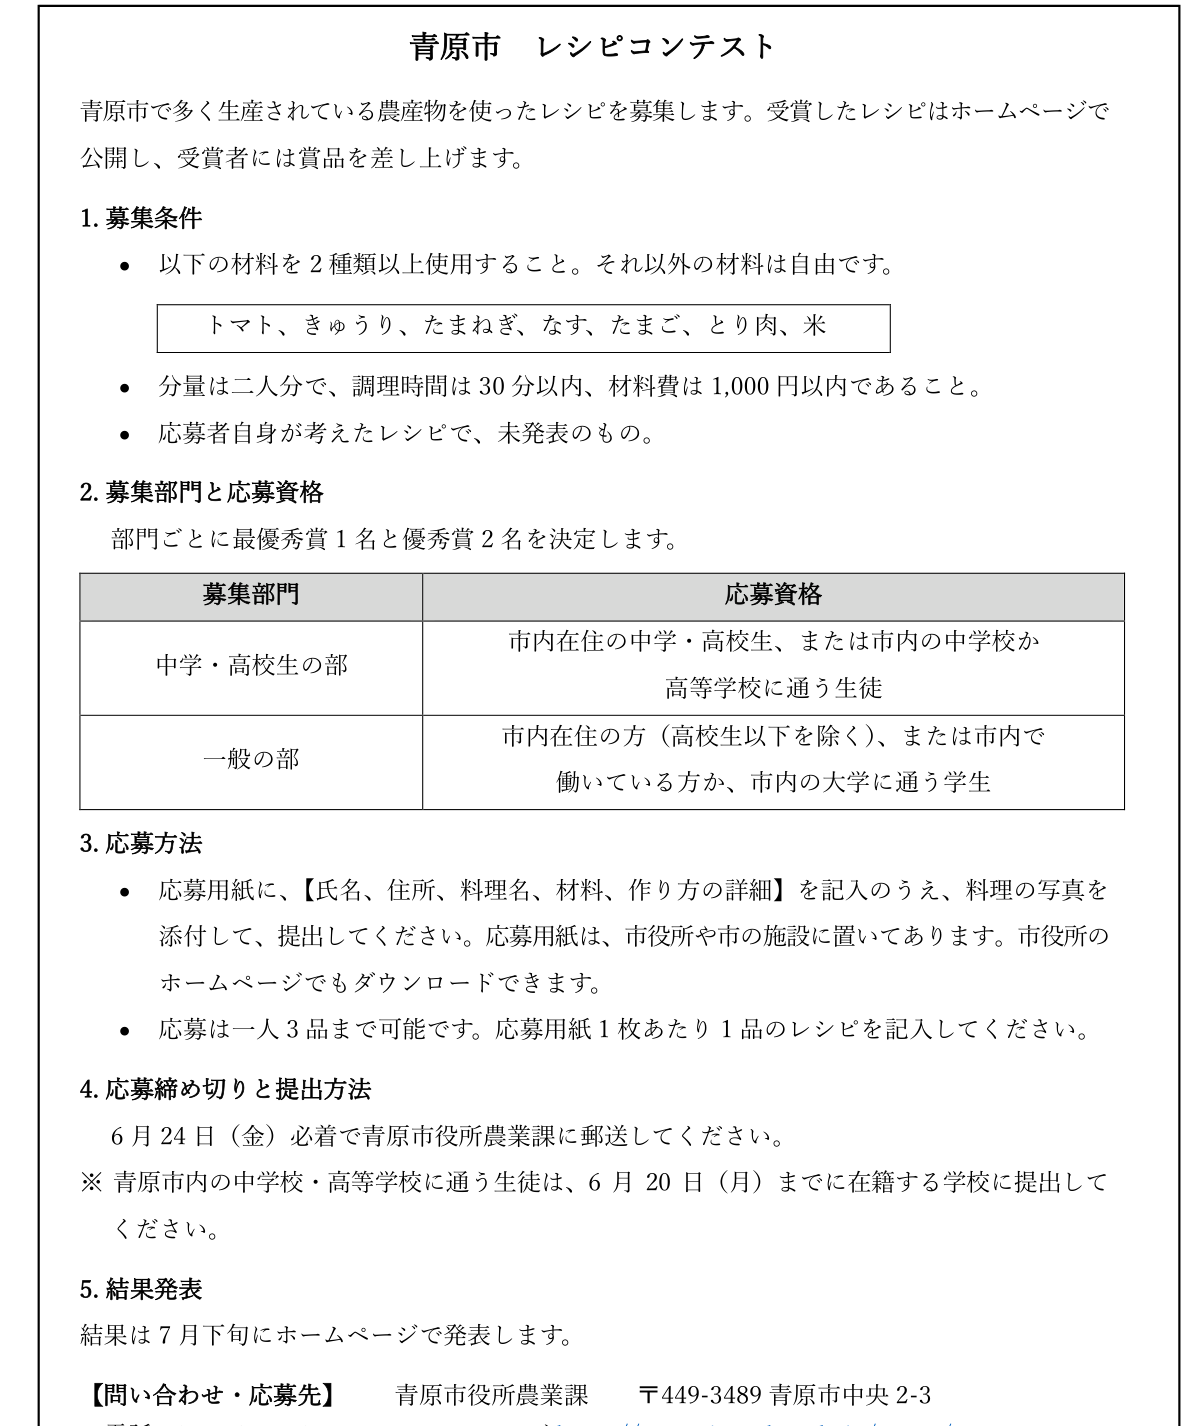 青原市　レシピコンテスト
青原市で多く生産されている農産物を使ったレシピを募集します。受賞したレシピはホームページで
公開し、受賞者には賞品を差し上げます。
1. 募集条件
● 以下の材料を 2 種類以上使用すること。それ以外の材料は自由です。
トマト、きゅうり、たまねぎ、なす、たまご、とり肉、米
● 分量は二人分で、調理時間は 30 分以内、材料費は 1,000 円以内であること。
● 応募者自身が考えたレシピで、未発表のもの。
2. 募集部門と応募資格
部門ごとに最優秀賞 1 名と優秀賞 2 名を決定します。
募集部門　応募資格
中学・高校生の部
市内在住の中学・高校生、または市内の中学校か
高等学校に通う生徒
一般の部
市内在住の方（高校生以下を除く）、または市内で
働いている方か、市内の大学に通う学生
3. 応募方法
● 応募用紙に、【氏名、住所、料理名、材料、作り方の詳細】を記入のうえ、料理の写真を
添付して、提出してください。応募用紙は、市役所や市の施設に置いてあります。市役所の
ホームページでもダウンロードできます。
● 応募は一人 3 品まで可能です。応募用紙 1 枚あたり 1 品のレシピを記入してください。
4. 応募締め切りと提出方法
6 月 24 日（金）必着で青原市役所農業課に郵送してください。
※ 青原市内の中学校・高等学校に通う生徒は、6 月 20 日（月）までに在籍する学校に提出して
ください。
5. 結果発表
結果は 7 月下旬にホームページで発表します。
【問い合わせ・応募先】　青原市役所農業課　〒449-3489 青原市中央 2-3